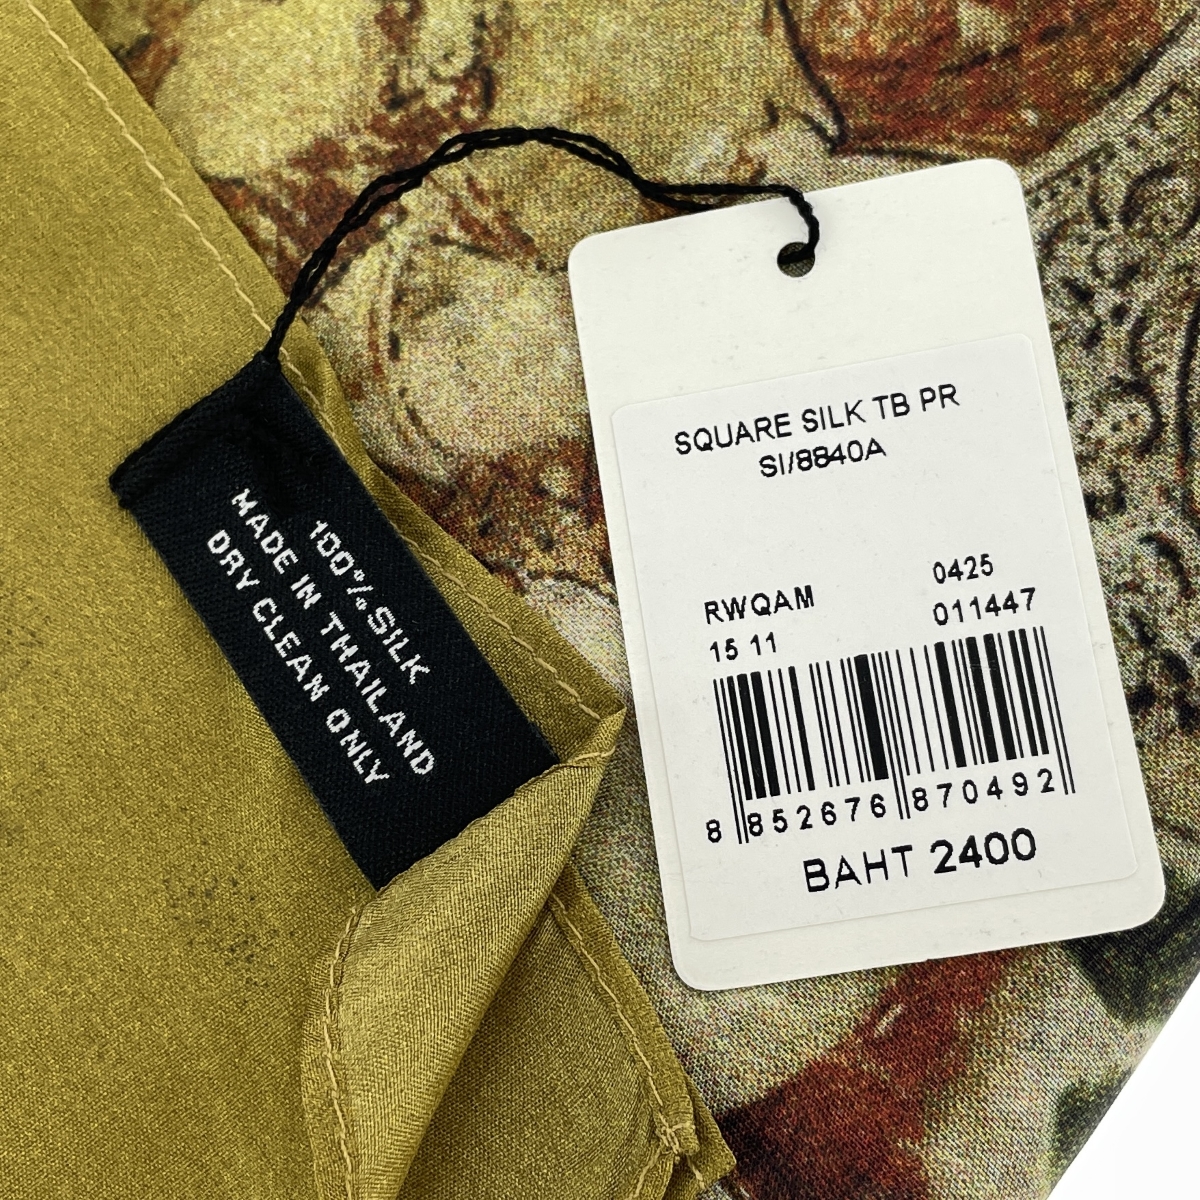 SQUARE SILK TB PR
SI/8840A
RWQAM 0425
15 11 011447
8 852676 870492
BAHT 2400
100% SILK
MADE IN THAILAND
DRY CLEAN ONLY